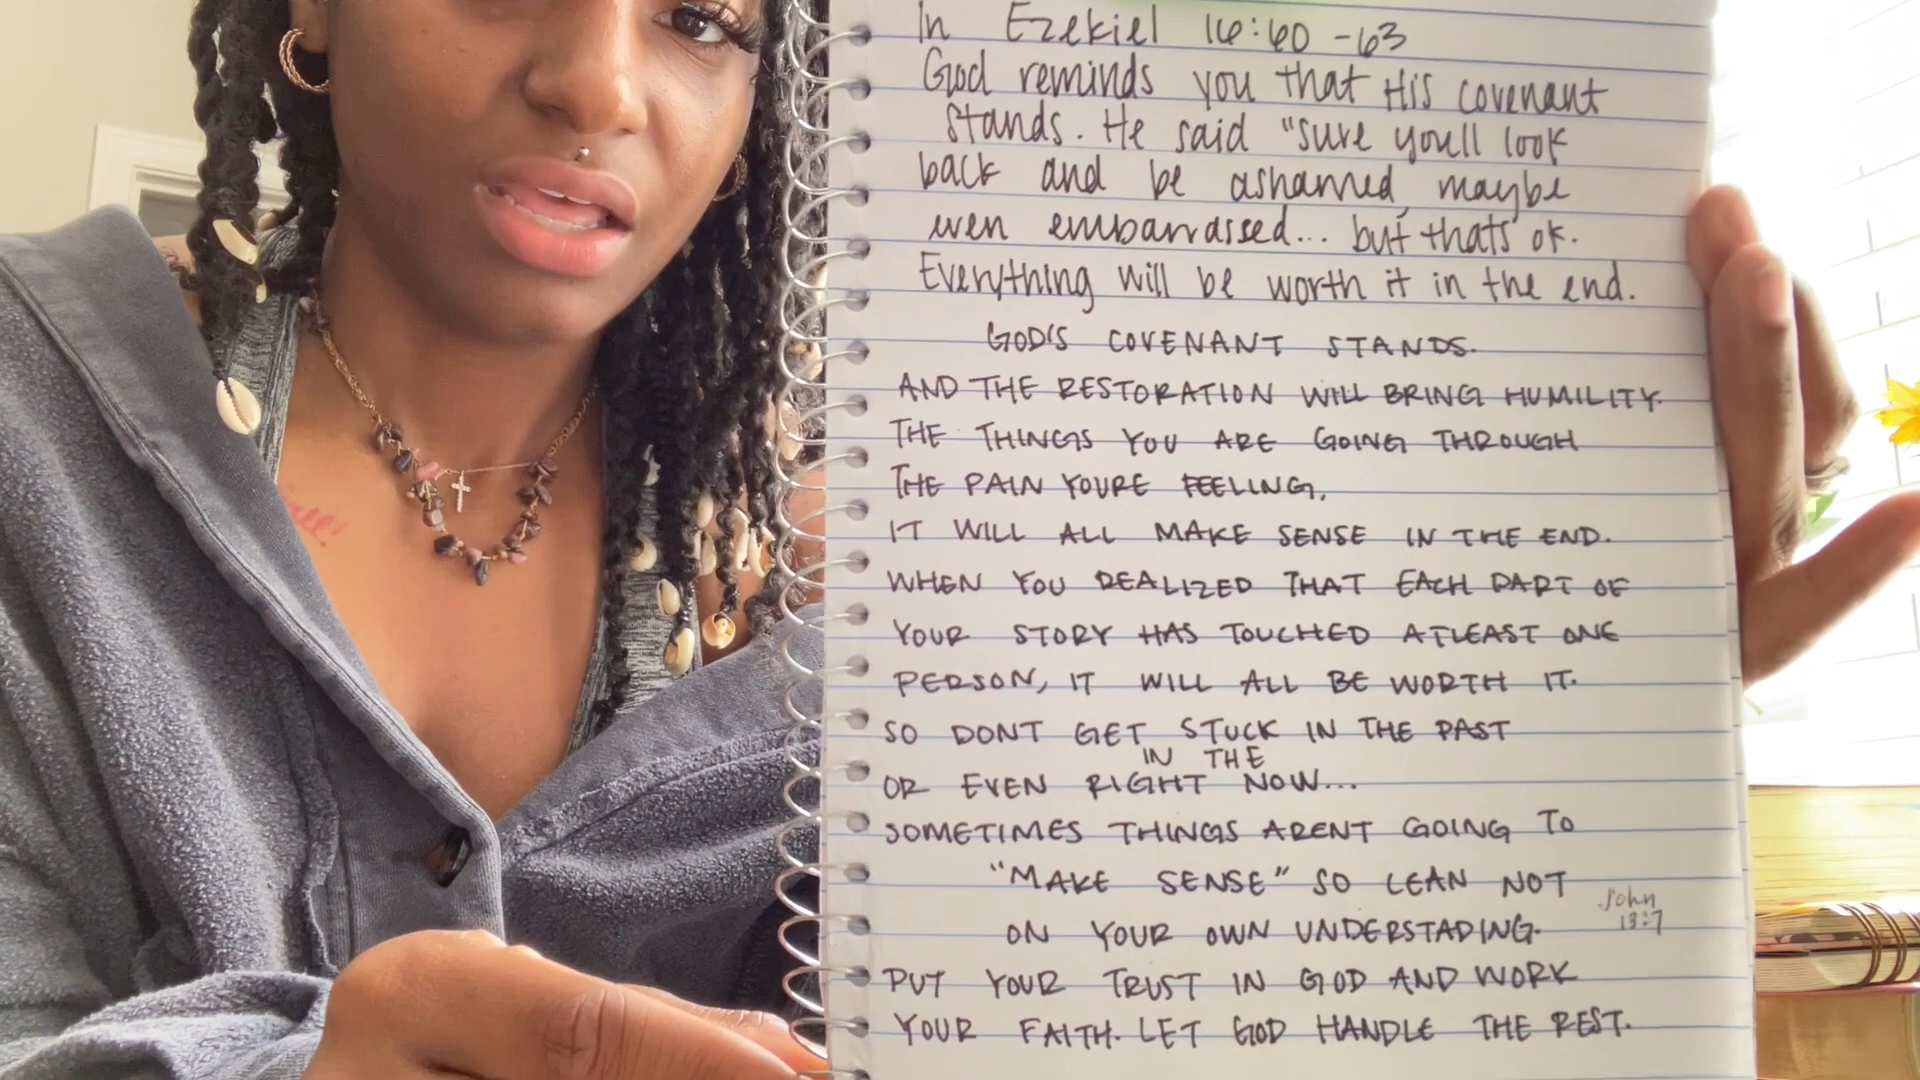 In Ezekiel 16:60-63
God reminds you that His covenant
stands. He said "sure youll look
back and be ashamed, maybe
even embarrassed... but thats ok.
Everything will be worth it in the end.
GOD'S COVENANT STANDS.
AND THE RESTORATION WILL BRING HUMILITY.
THE THINGS YOU ARE GOING THROUGH
THE PAIN YOURE FEELING.
IT WILL ALL MAKE SENSE IN THE END.
WHEN YOU REALIZED THAT EACH PART OF
YOUR STORY HAS TOUCHED ATLEAST ONE
PERSON, IT WILL ALL BE WORTH IT.
SO DONT GET STUCK IN THE PAST
IN THE
OR EVEN RIGHT NOW...
SOMETIMES THINGS ARENT GOING TO
"MAKE SENSE" SO LEAN NOT
ON YOUR OWN UNDERSTADING.
John
13:7
PUT YOUR TRUST IN GOD AND WORK
YOUR FAITH. LET GOD HANDLE THE REST.